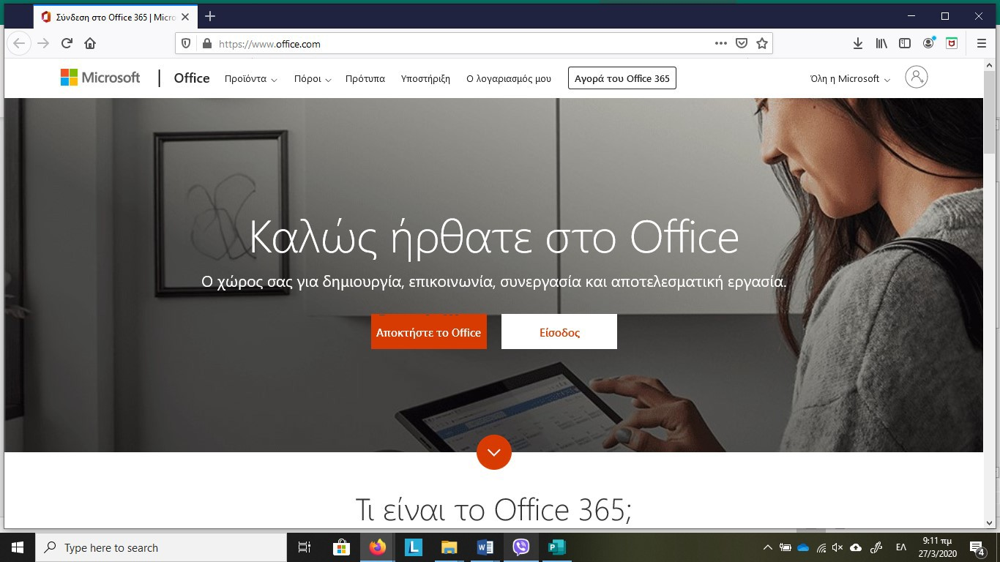 Σύνδεση στο Office 365 | Micro
https://www.office.com
Microsoft | Office Προϊόντα Πόροι Πρότυπα Υποστήριξη Ο λογαριασμός μου Αγορά του Office 365 Όλη η Microsoft
Καλώς ήρθατε στο Office
Ο χώρος σας για δημιουργία, επικοινωνία, συνεργασία και αποτελεσματική εργασία.
Αποκτήστε το Office Είσοδος
Τι είναι το Office 365;
Type here to search
L W P ΕΛ 9:11 πμ
27/3/2020 4